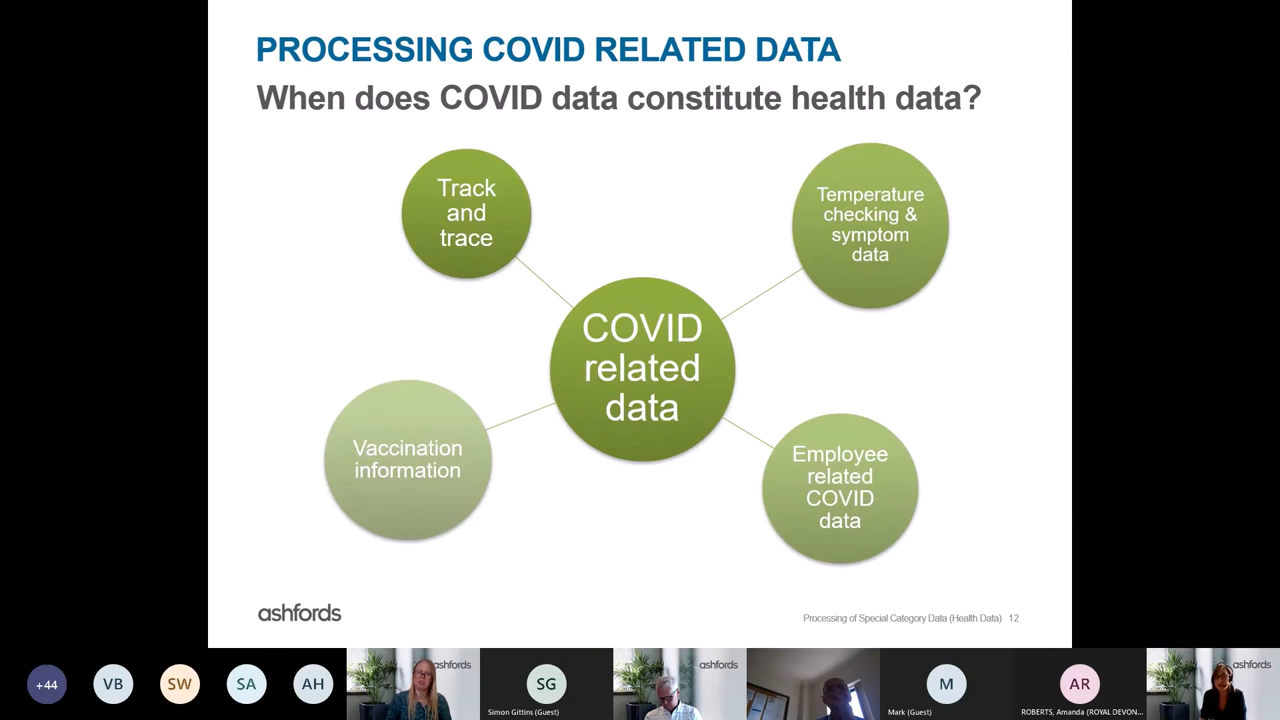 PROCESSING COVID RELATED DATA
When does COVID data constitute health data?
Track
and
trace
Temperature
checking &
symptom
data
COVID
related
data
Vaccination
information
Employee
related
COVID
data
ashfords
Processing of Special Category Data (Health Data) 12
+44
VB
SW
SA
AH
ashfords
SG
Simon Gittins (Guest)
ashfords
M
Mark (Guest)
AR
ROBERTS, Amanda (ROYAL DEVON...
ashfords